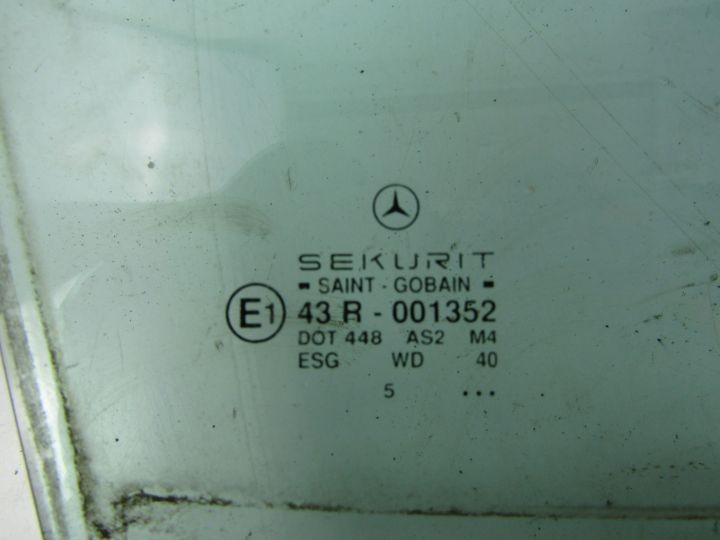 SEKURIT
SAINT - GOBAIN
E1 43 R - 001352
DOT 448 AS2 M4
ESG WD 40
5 ...